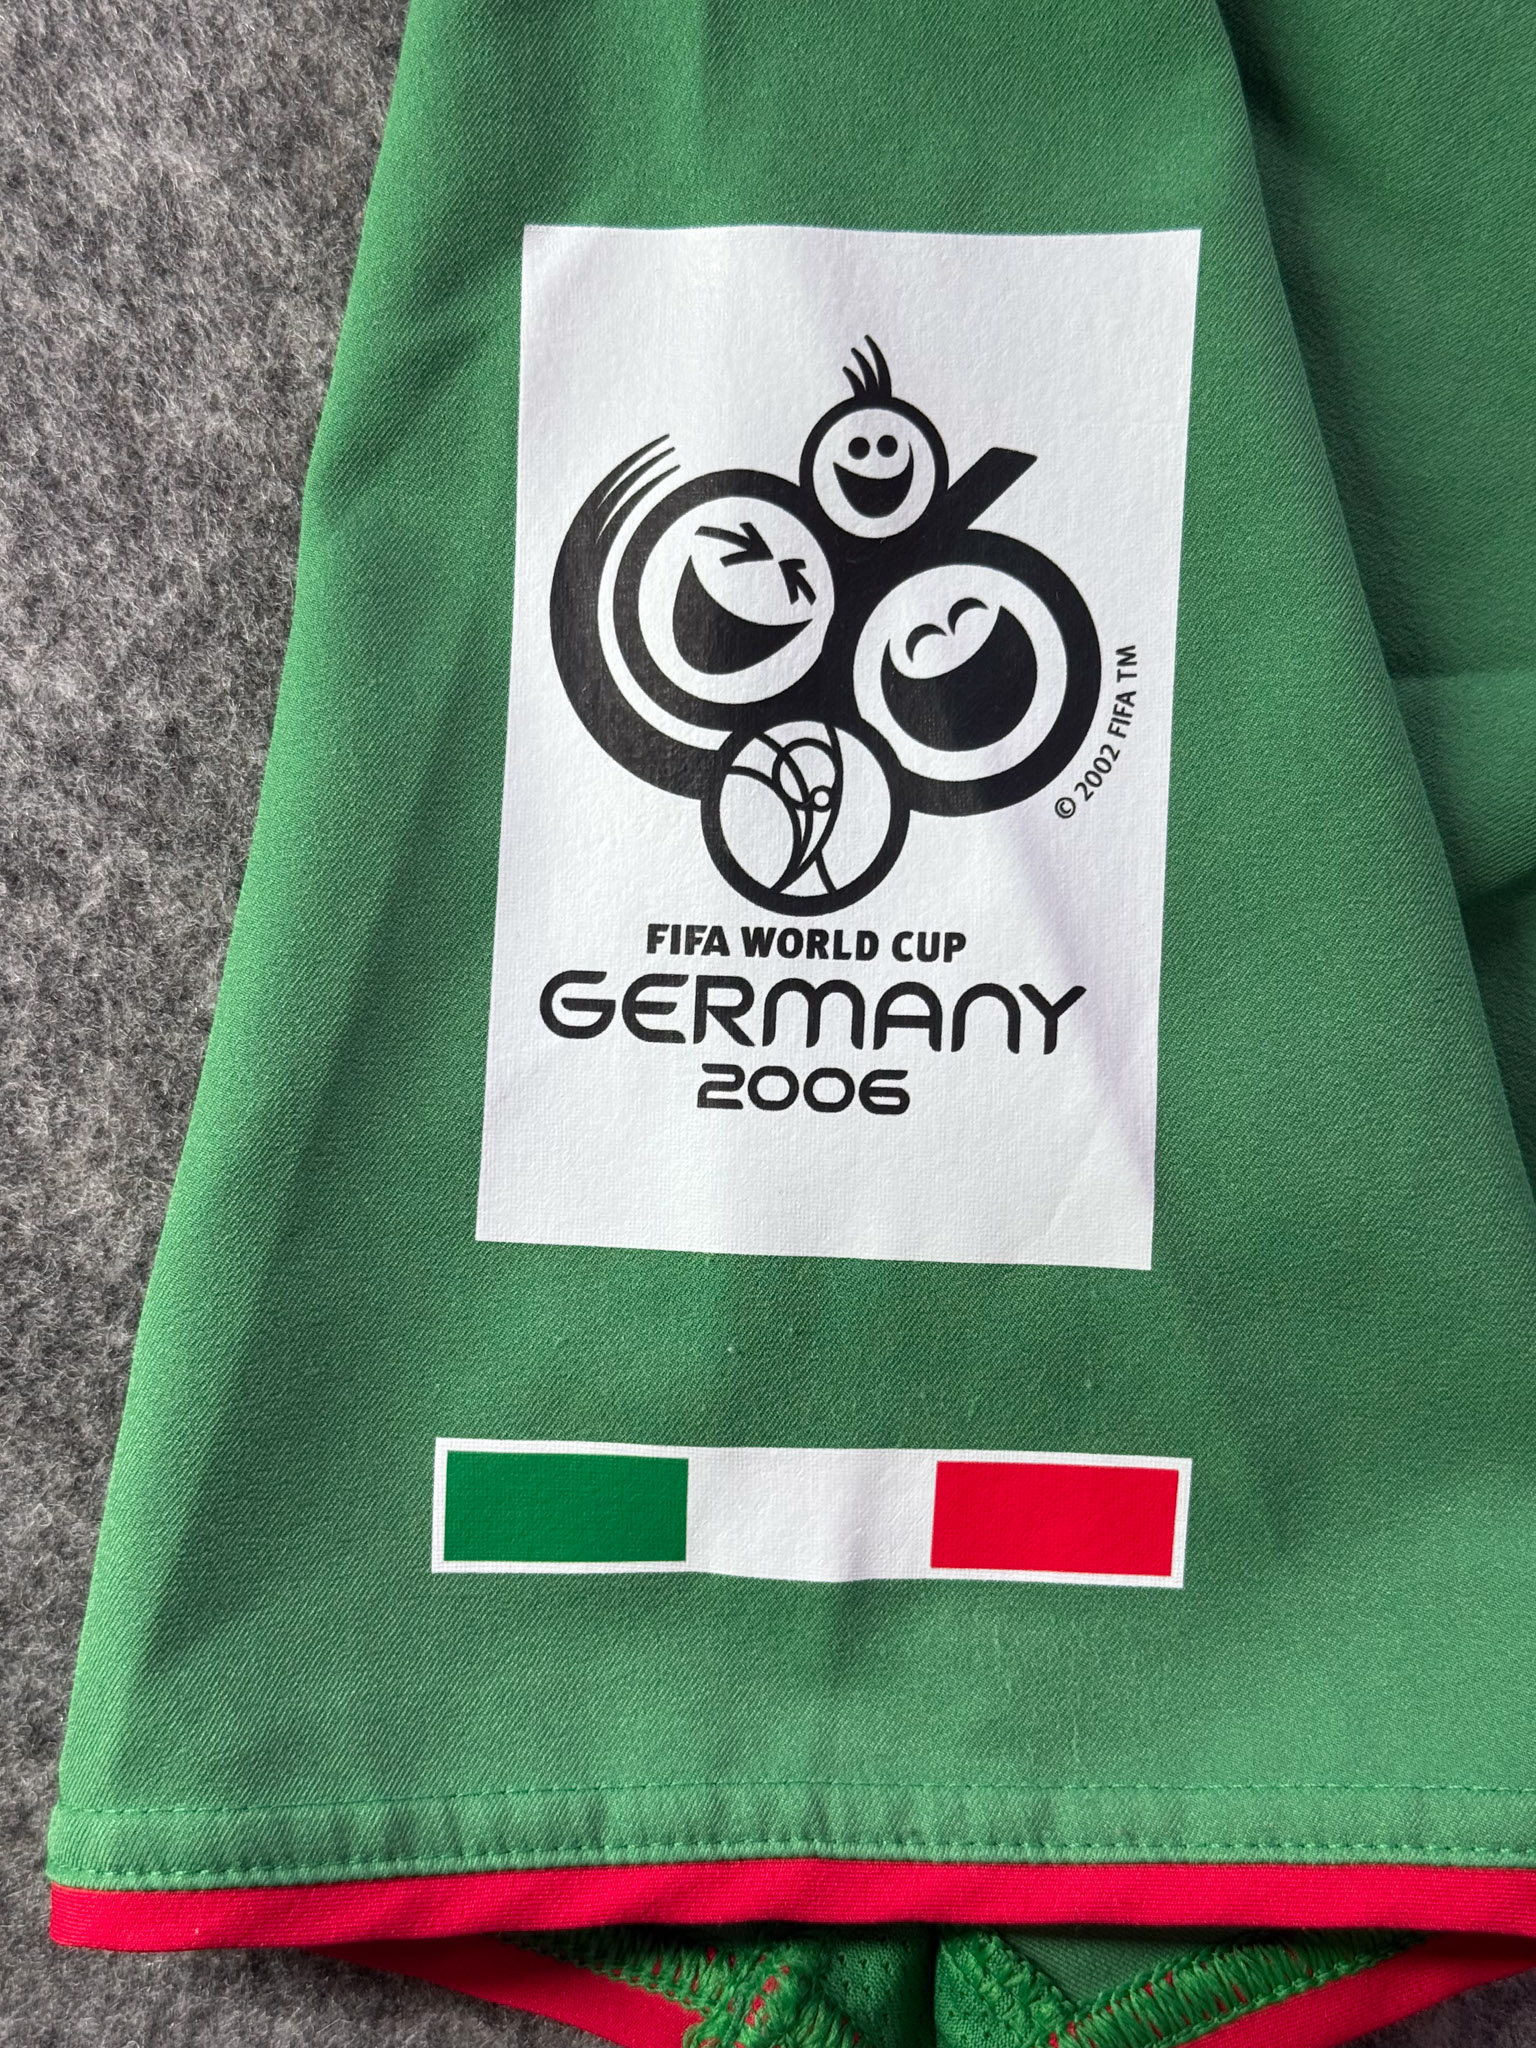 © 2002 FIFA TM
FIFA WORLD CUP
GERMANY
2006